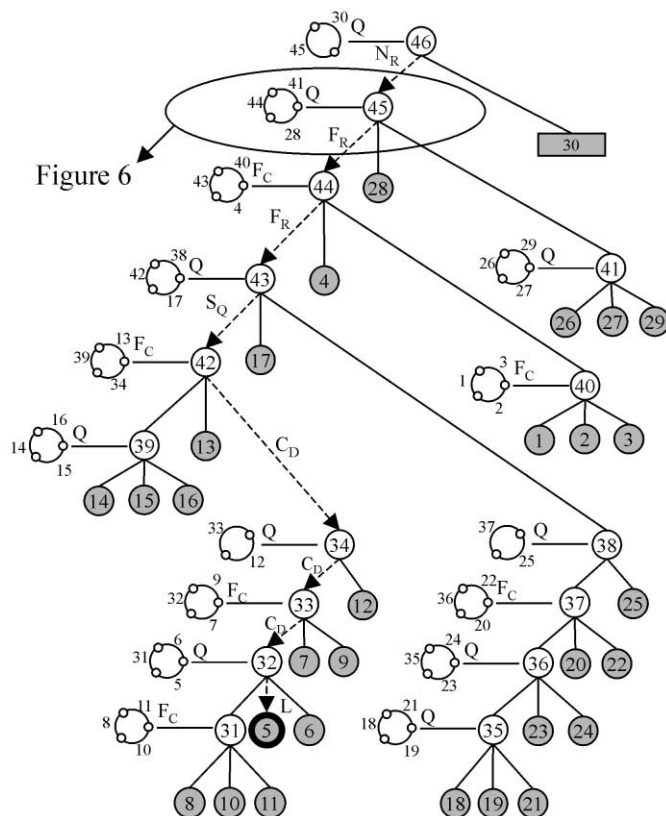 30 Q 46
45 N_R
41 Q 45 30
44 28
Figure 6 F_R
40 F_C 44 28
43 4
F_R
38 Q 43 4 29 Q 41
42 17 26 27
S_Q 26 27 29
13 F_C 42 17
39 34 3 F_C 40
1 2
16 Q 39 13 1 2 3
14 15 C_D
14 15 16
33 Q 34 37 Q 38
12 25
C_D
9 F_C 33 12 22 F_C 37 25
32 7 36 20
C_D
6 Q 32 7 9 24 Q 36 20 22
31 5 35 23
L
11 F_C 31 5 6 21 Q 35 23 24
8 10 18 19
8 10 11 18 19 21